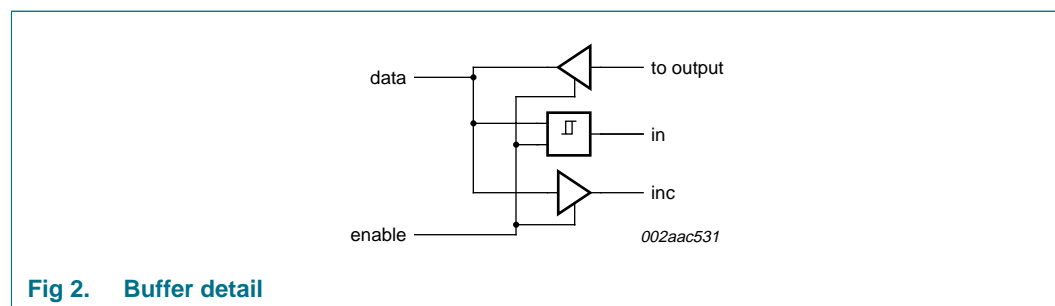 to output
data
in
inc
enable
002aac531
Fig 2. Buffer detail